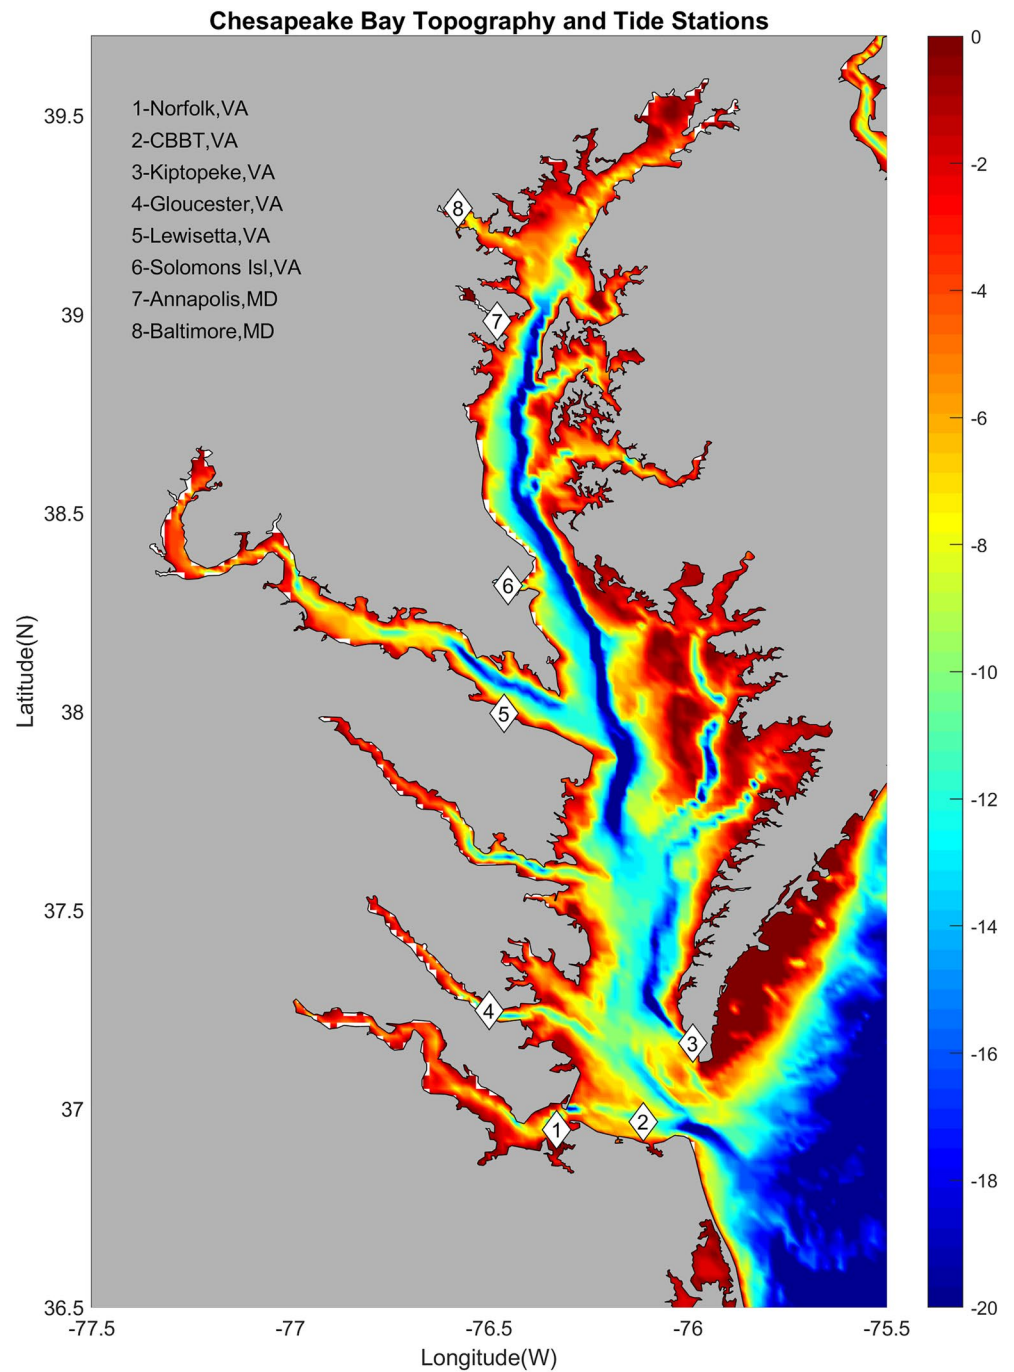 Chesapeake Bay Topography and Tide Stations
1-Norfolk,VA
2-CBBT,VA
3-Kiptopeke,VA
4-Gloucester,VA
5-Lewisetta,VA
6-Solomons Isl,VA
7-Annapolis,MD
8-Baltimore,MD
8
7
6
5
4
3
2
1
39.5
39
38.5
38
37.5
37
36.5
Latitude(N)
-77.5
-77
-76.5
-76
-75.5
Longitude(W)
0
-2
-4
-6
-8
-10
-12
-14
-16
-18
-20